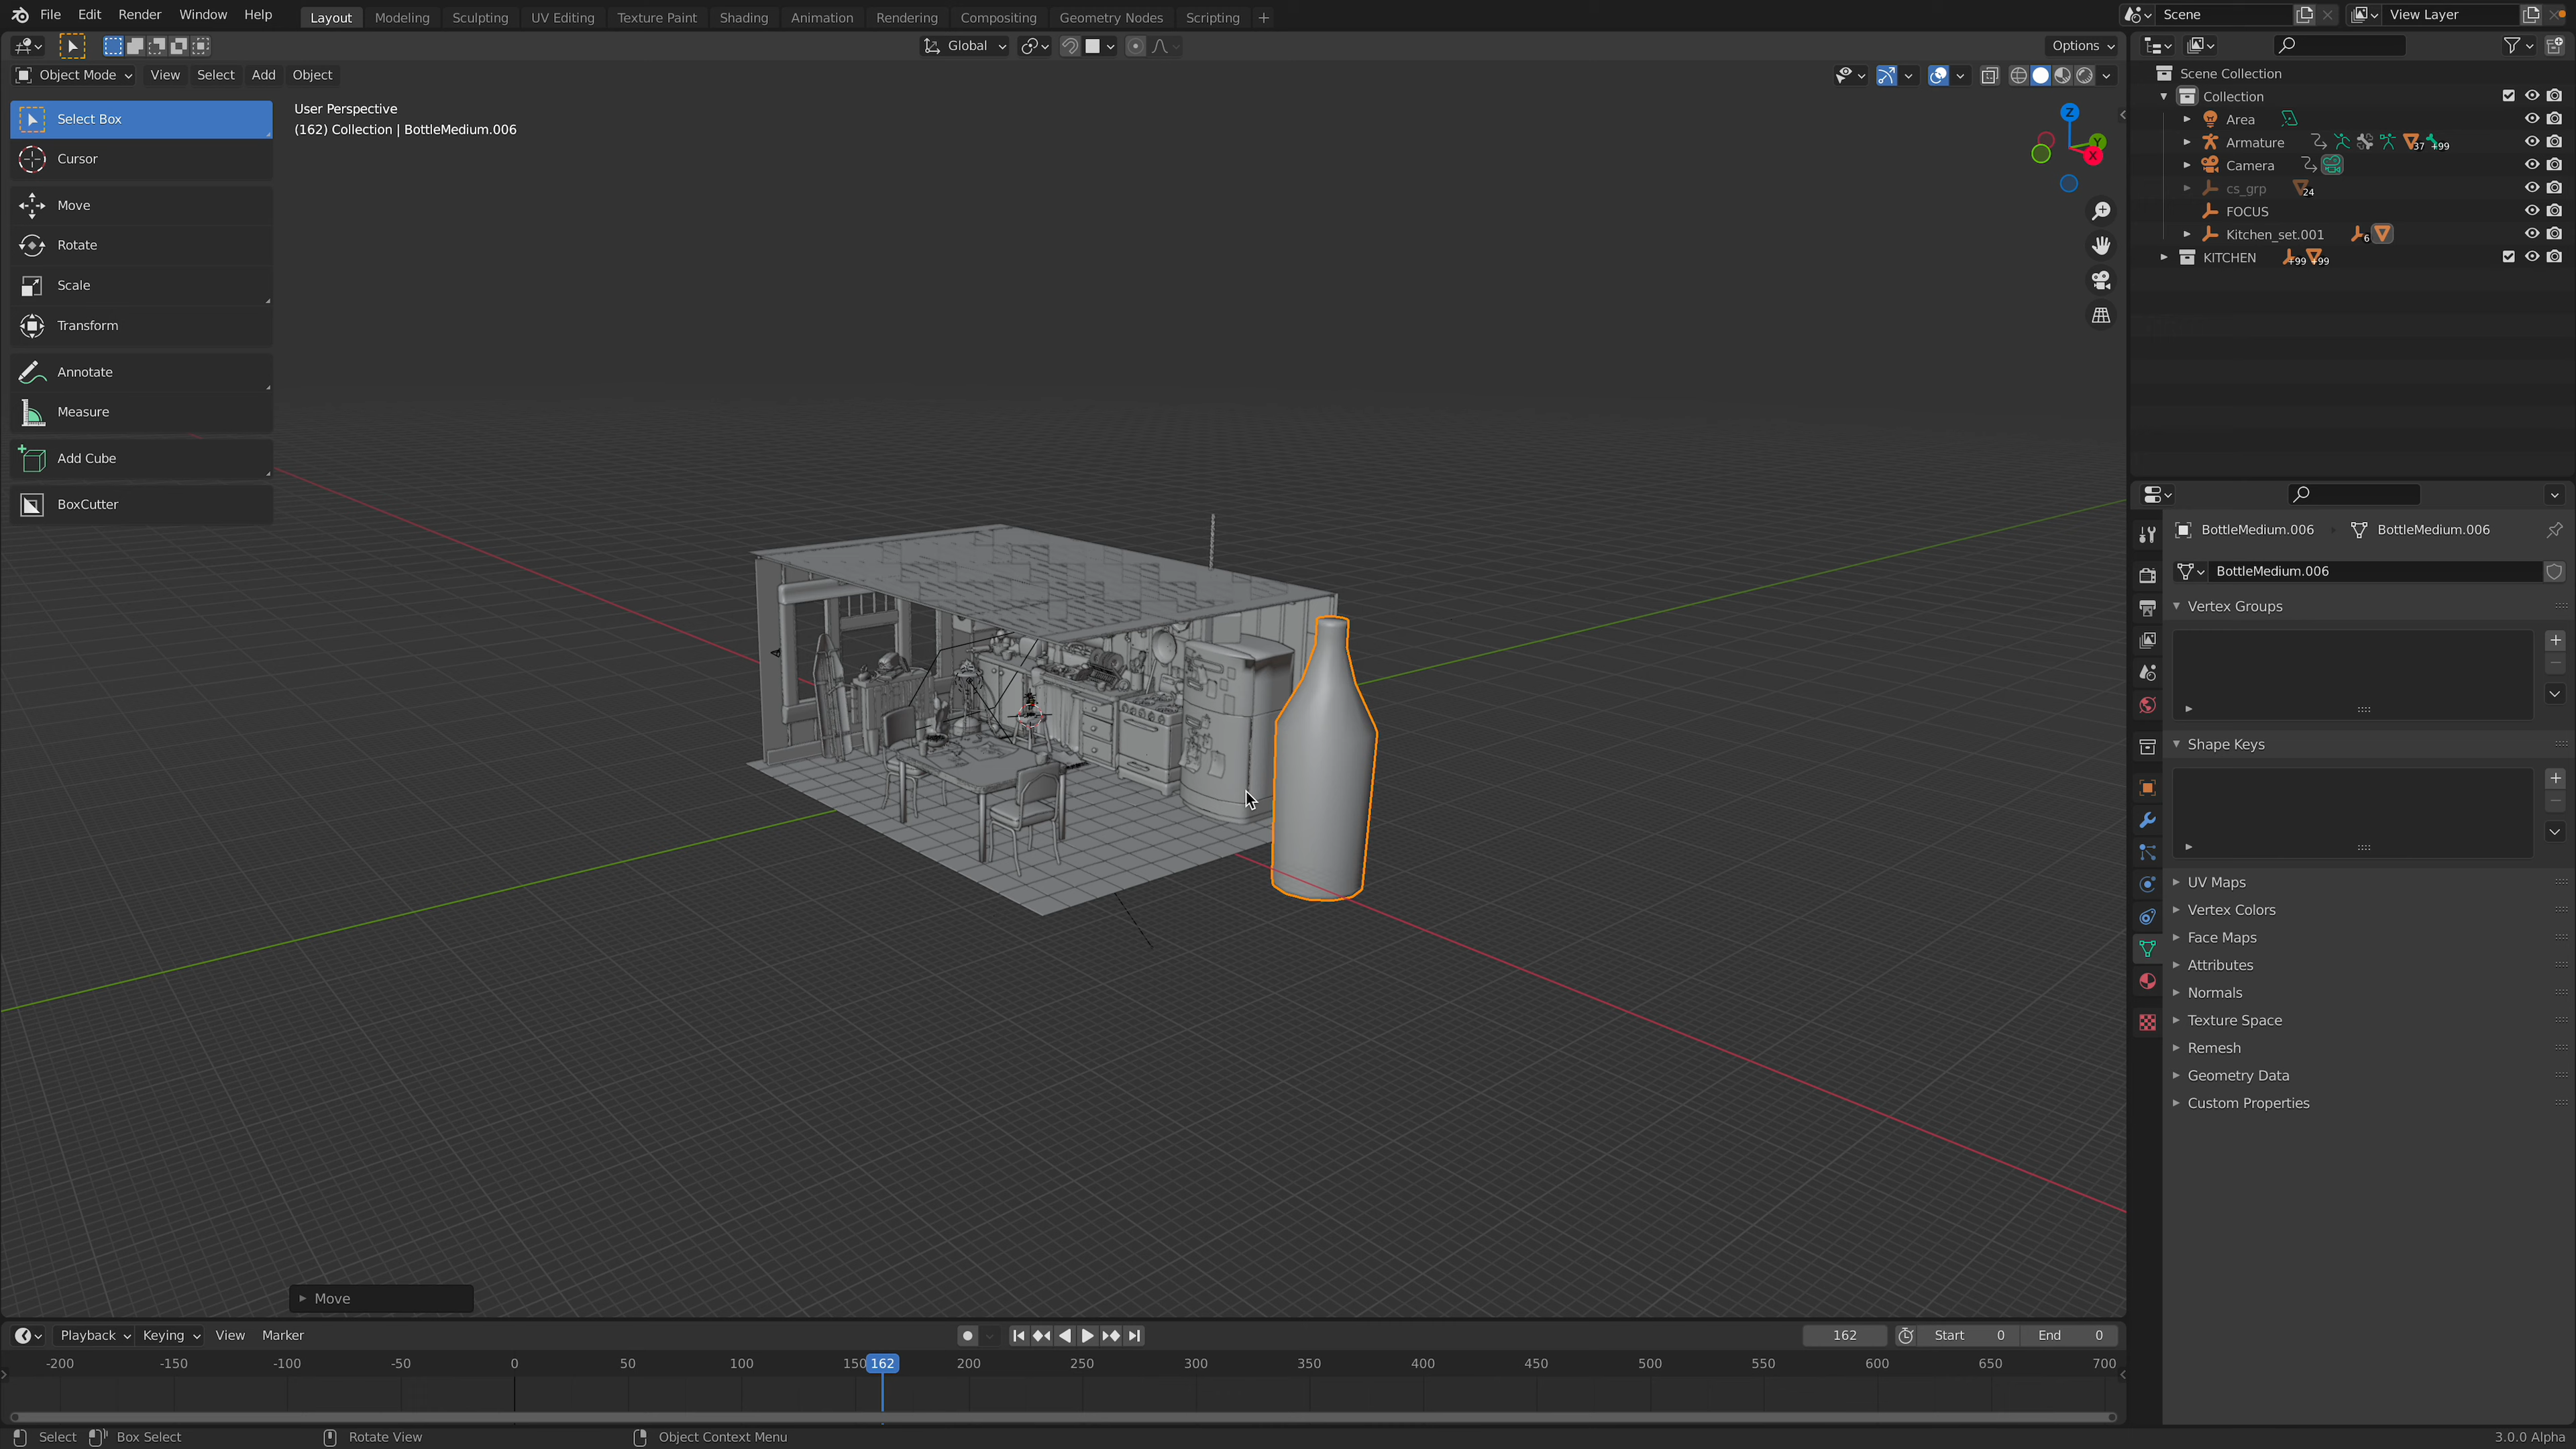 File Edit Render Window Help Layout Modeling Sculpting UV Editing Texture Paint Shading Animation Rendering Compositing Geometry Nodes Scripting + Scene View Layer
Global Options
Object Mode View Select Add Object
Select Box
Cursor
Move
Rotate
Scale
Transform
Annotate
Measure
Add Cube
BoxCutter
User Perspective
(162) Collection | BottleMedium.006
Z
Y
X
Scene Collection
Collection
Area
Armature 37 +99
Camera
cs_grp 24
FOCUS
Kitchen_set.001 6
KITCHEN +99 +99
BottleMedium.006 BottleMedium.006
BottleMedium.006
Vertex Groups
Shape Keys
UV Maps
Vertex Colors
Face Maps
Attributes
Normals
Texture Space
Remesh
Geometry Data
Custom Properties
Move
Playback Keying View Marker 162 Start 0 End 0
-200 -150 -100 -50 0 50 100 150 162 200 250 300 350 400 450 500 550 600 650 700
Select Box Select Rotate View Object Context Menu 3.0.0 Alpha